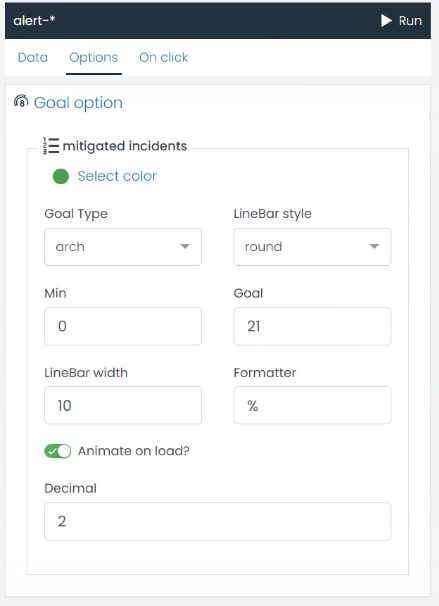 alert-* Run
Data Options On click
8 Goal option
mitigated incidents
Select color
Goal Type LineBar style
arch round
Min Goal
0 21
LineBar width Formatter
10 %
Animate on load?
Decimal
2